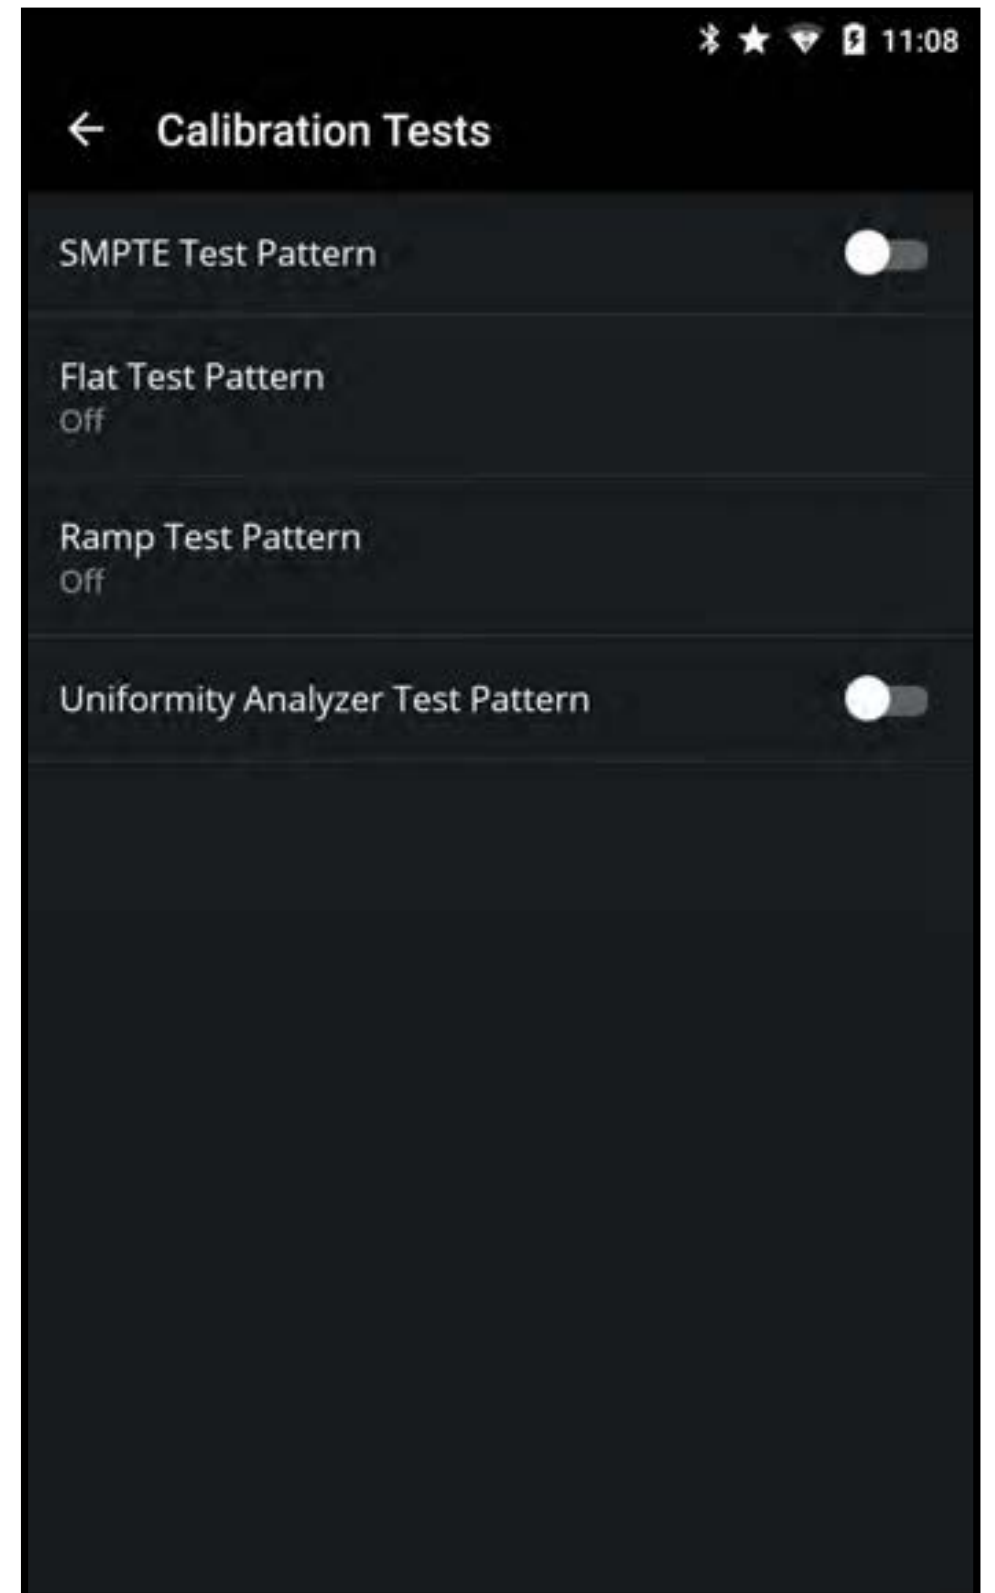 11:08
Calibration Tests
SMPTE Test Pattern
Flat Test Pattern
Off
Ramp Test Pattern
Off
Uniformity Analyzer Test Pattern